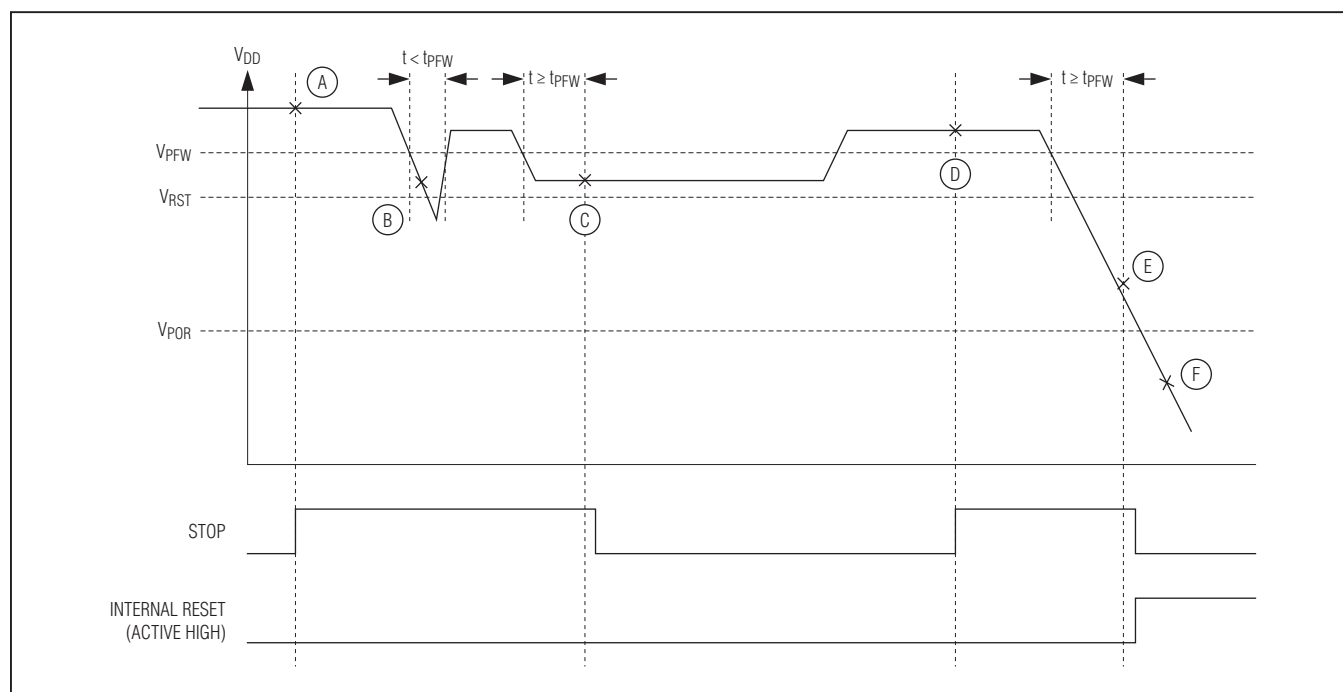 VDD
t < tPFW
t ≥ tPFW
t ≥ tPFW
A
VPFW
D
VRST
B
C
E
VPOR
F
STOP
INTERNAL RESET
(ACTIVE HIGH)